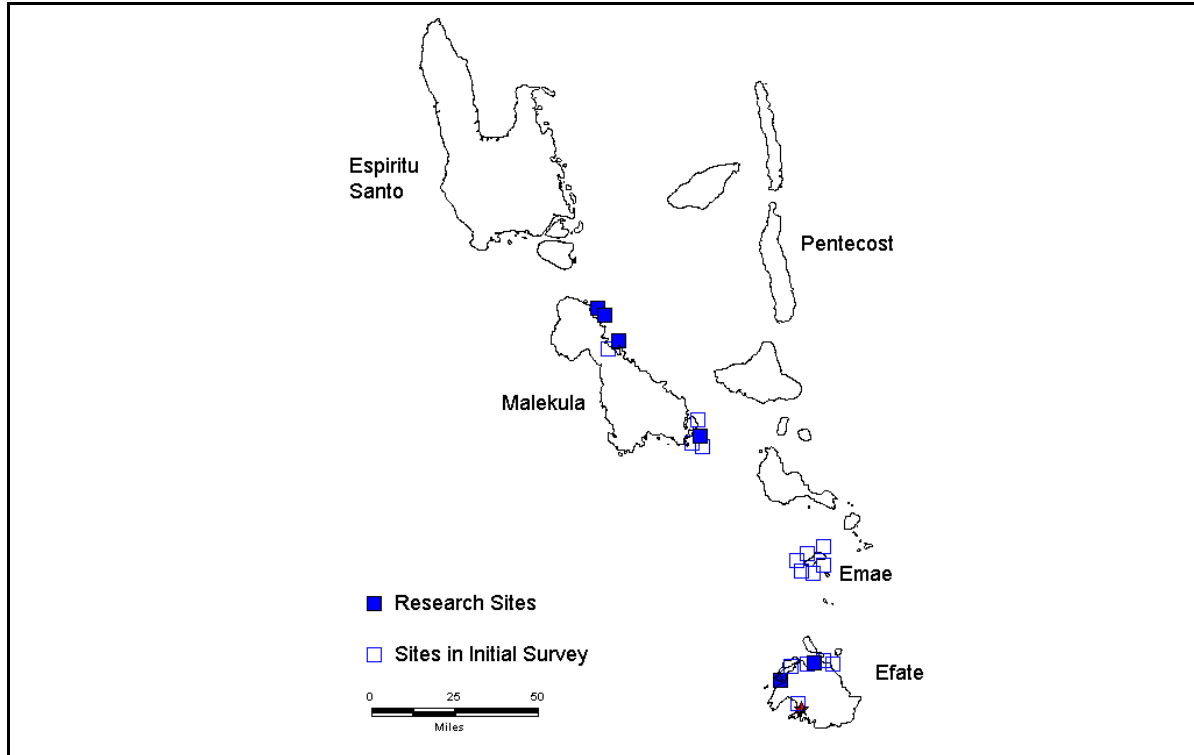 Espiritu
Santo
Pentecost
Malekula
Emae
Research Sites
Sites in Initial Survey
Efate
0 25 50
Miles